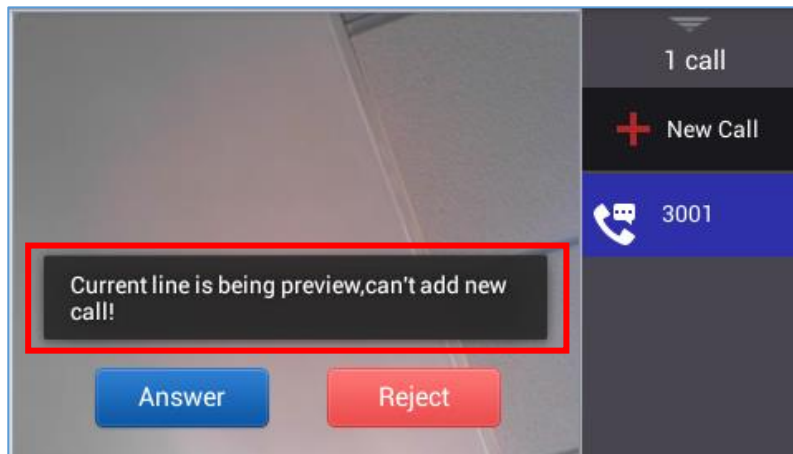 1 call
New Call
3001
Current line is being preview,can't add new
call!
Answer
Reject